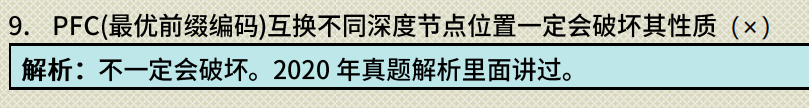 9. PFC(最优前缀编码)互换不同深度节点位置一定会破坏其性质（×）
解析：不一定会破坏。2020 年真题解析里面讲过。